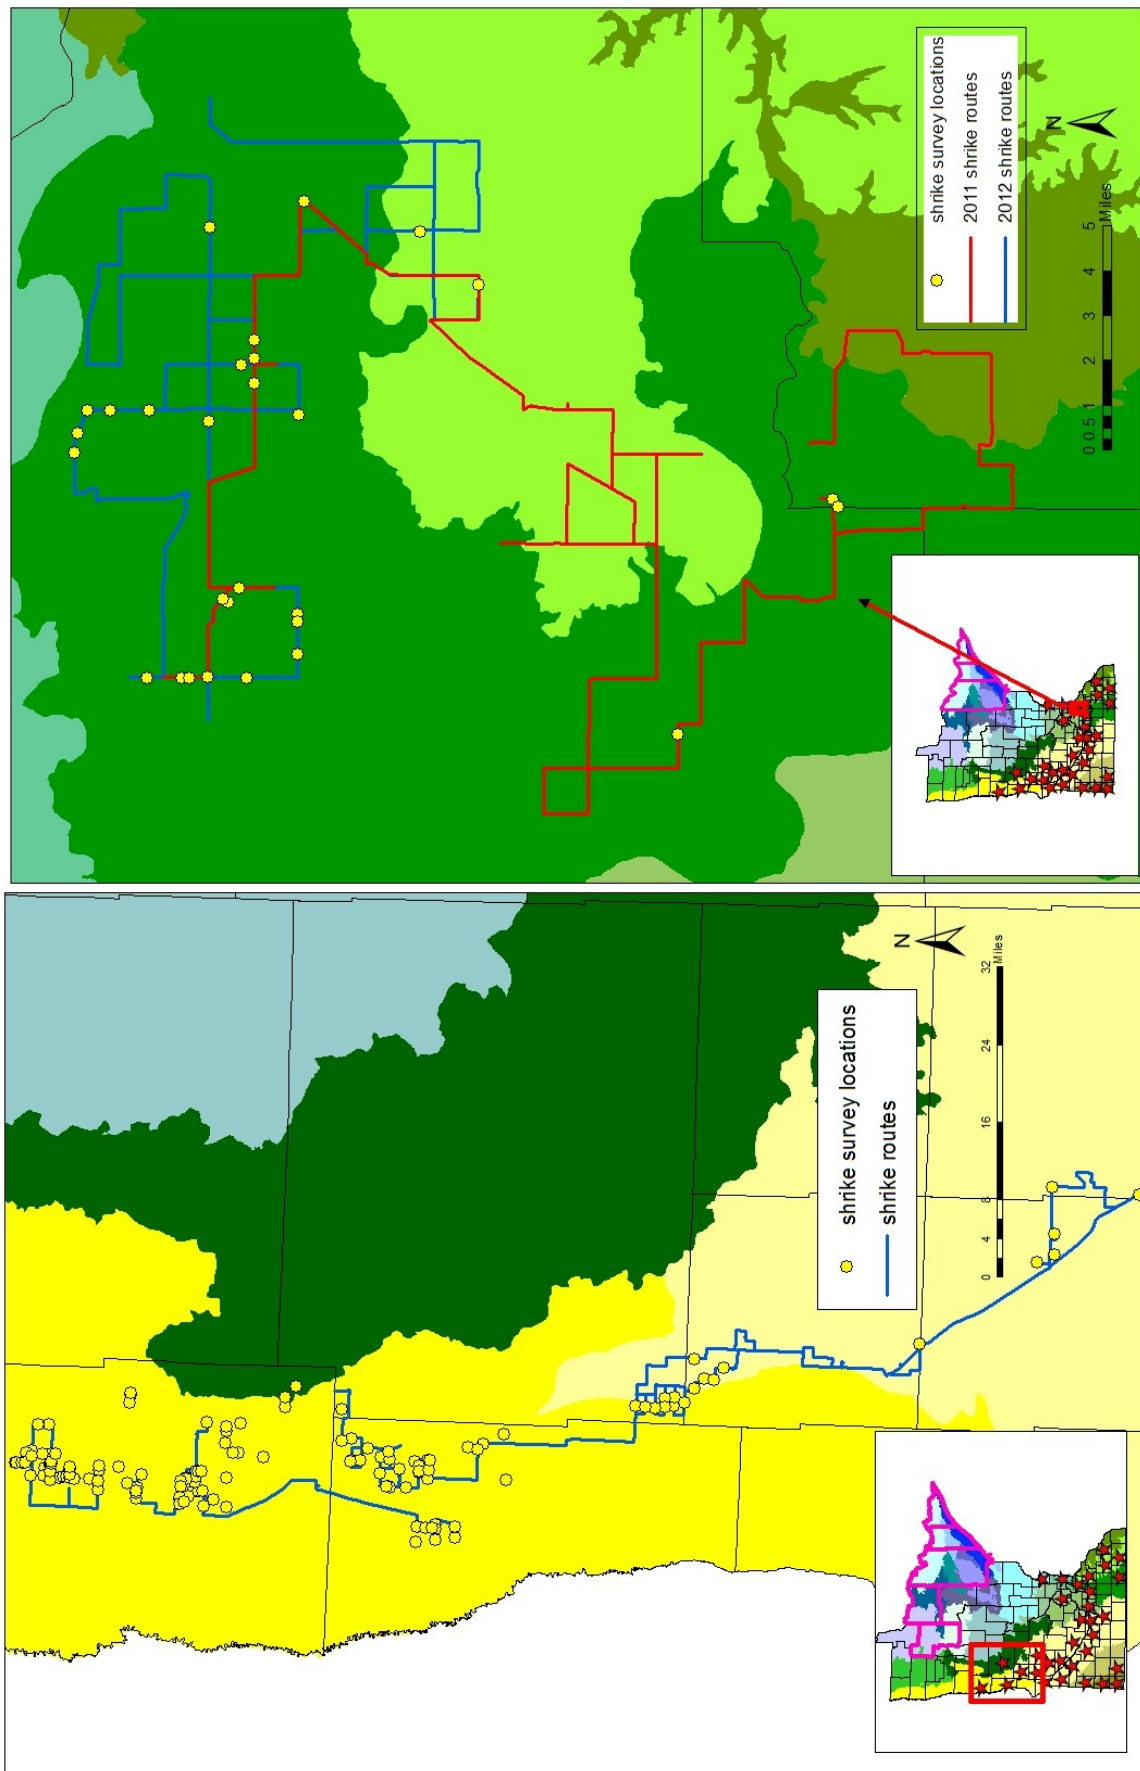 shrike survey locations
2011 shrike routes
2012 shrike routes
N
0 0.5 1 2 3 4 5
Miles
N
shrike survey locations
shrike routes
0 4 8 16 24 32
Miles